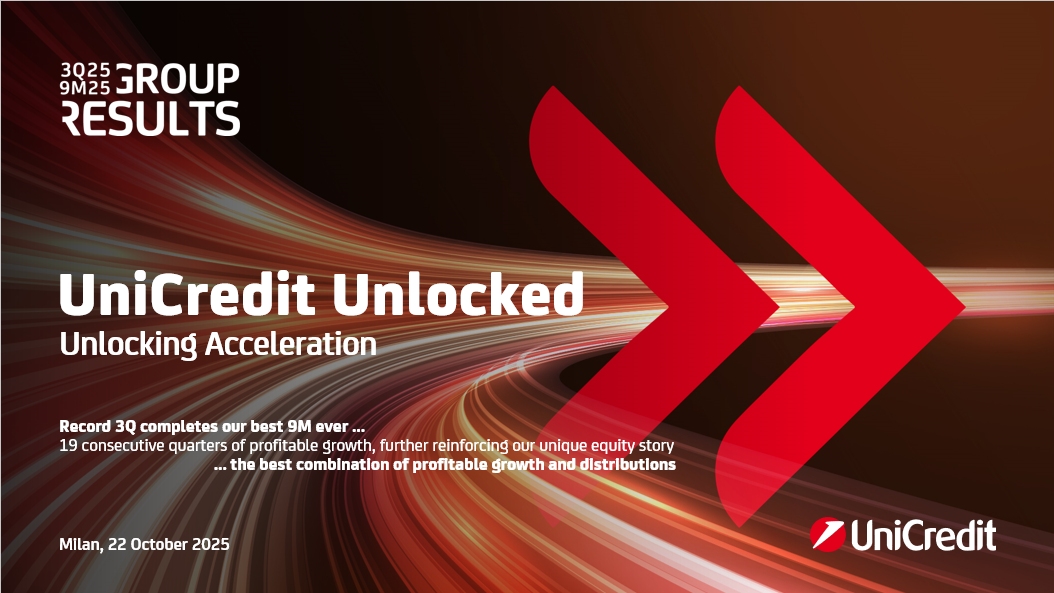 3Q25
9M25 GROUP
RESULTS
UniCredit Unlocked
Unlocking Acceleration
Record 3Q completes our best 9M ever ...
19 consecutive quarters of profitable growth, further reinforcing our unique equity story
... the best combination of profitable growth and distributions
Milan, 22 October 2025
UniCredit